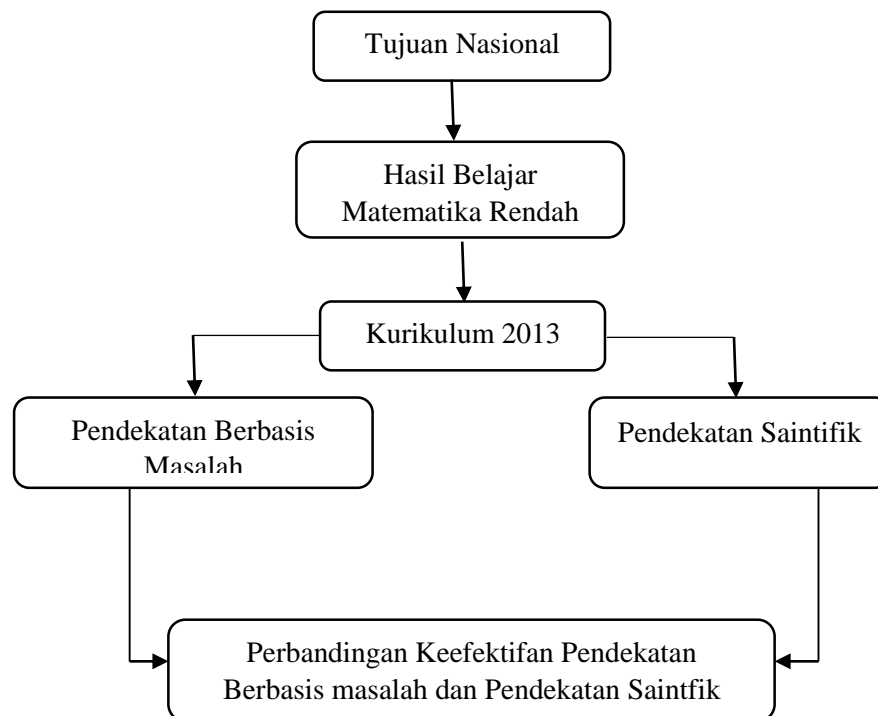 Tujuan Nasional
Hasil Belajar
Matematika Rendah
Kurikulum 2013
Pendekatan Berbasis
Masalah
Pendekatan Saintifik
Perbandingan Keefektifan Pendekatan
Berbasis masalah dan Pendekatan Saintfik